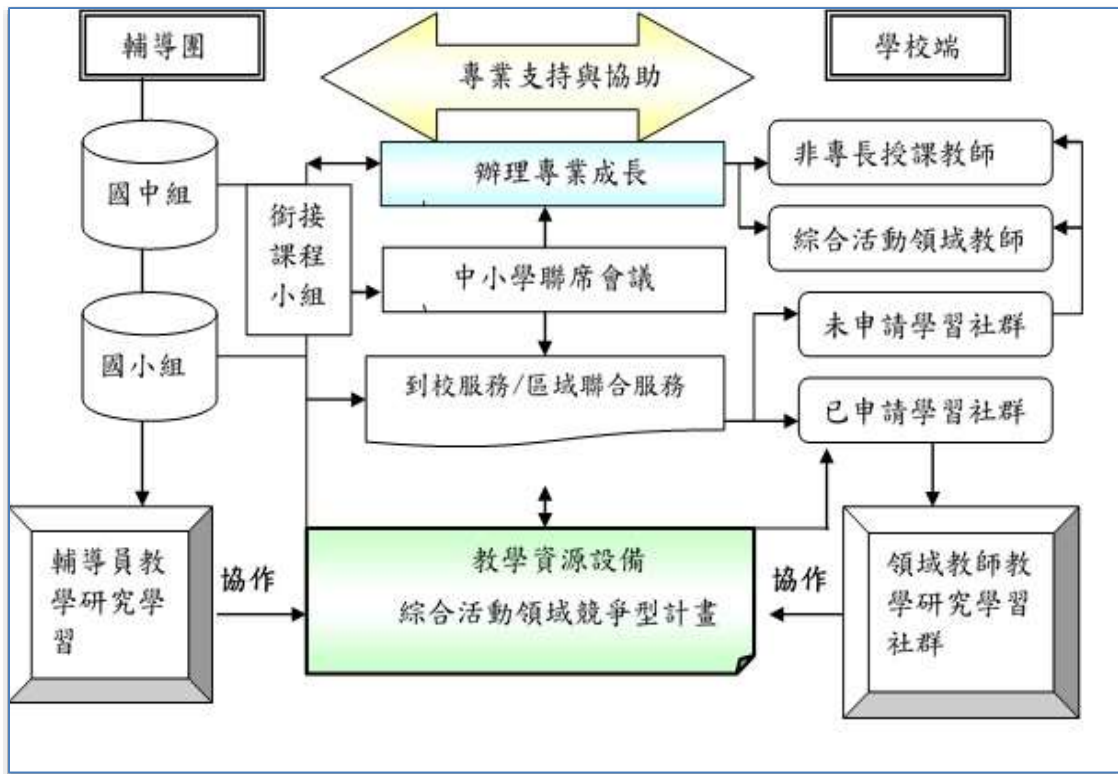 輔導團
專業支持與協助
學校端
國中組
國小組
銜接
課程
小組
辦理專業成長
中小學聯席會議
到校服務/區域聯合服務
非專長授課教師
綜合活動領域教師
未申請學習社群
已申請學習社群
輔導員教
學研究學
習
協作
教學資源設備
綜合活動領域競爭型計畫
協作
領域教師教
學研究學習
社群